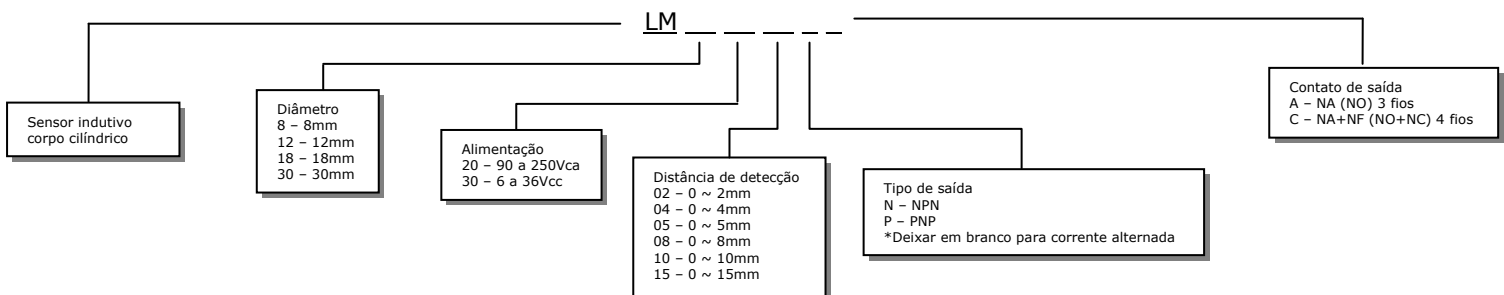 LM __ __ __ _ _
Sensor indutivo
corpo cilíndrico
Diâmetro
8 – 8mm
12 – 12mm
18 – 18mm
30 – 30mm
Alimentação
20 – 90 a 250Vca
30 – 6 a 36Vcc
Distância de detecção
02 – 0 ~ 2mm
04 – 0 ~ 4mm
05 – 0 ~ 5mm
08 – 0 ~ 8mm
10 – 0 ~ 10mm
15 – 0 ~ 15mm
Tipo de saída
N – NPN
P – PNP
*Deixar em branco para corrente alternada
Contato de saída
A – NA (NO) 3 fios
C – NA+NF (NO+NC) 4 fios